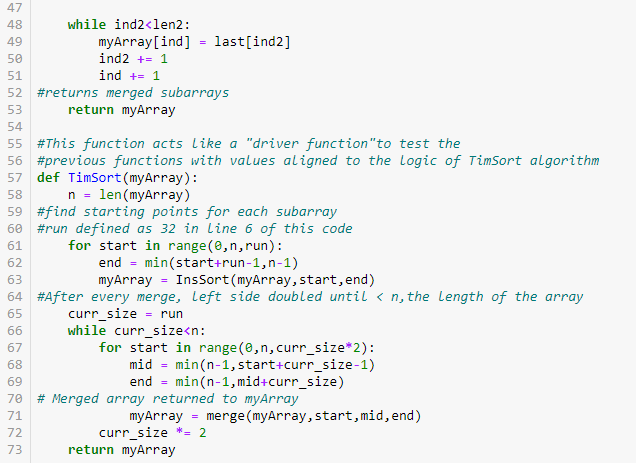 47
48     while ind2<len2:
49         myArray[ind] = last[ind2]
50         ind2 += 1
51         ind += 1
52 #returns merged subarrays
53     return myArray
54
55 #This function acts like a "driver function"to test the
56 #previous functions with values aligned to the logic of TimSort algorithm
57 def TimSort(myArray):
58     n = len(myArray)
59 #find starting points for each subarray
60 #run defined as 32 in line 6 of this code
61     for start in range(0,n,run):
62         end = min(start+run-1,n-1)
63         myArray = InsSort(myArray,start,end)
64 #After every merge, left side doubled until < n,the length of the array
65     curr_size = run
66     while curr_size<n:
67         for start in range(0,n,curr_size*2):
68             mid = min(n-1,start+curr_size-1)
69             end = min(n-1,mid+curr_size)
70 # Merged array returned to myArray
71             myArray = merge(myArray,start,mid,end)
72         curr_size *= 2
73     return myArray